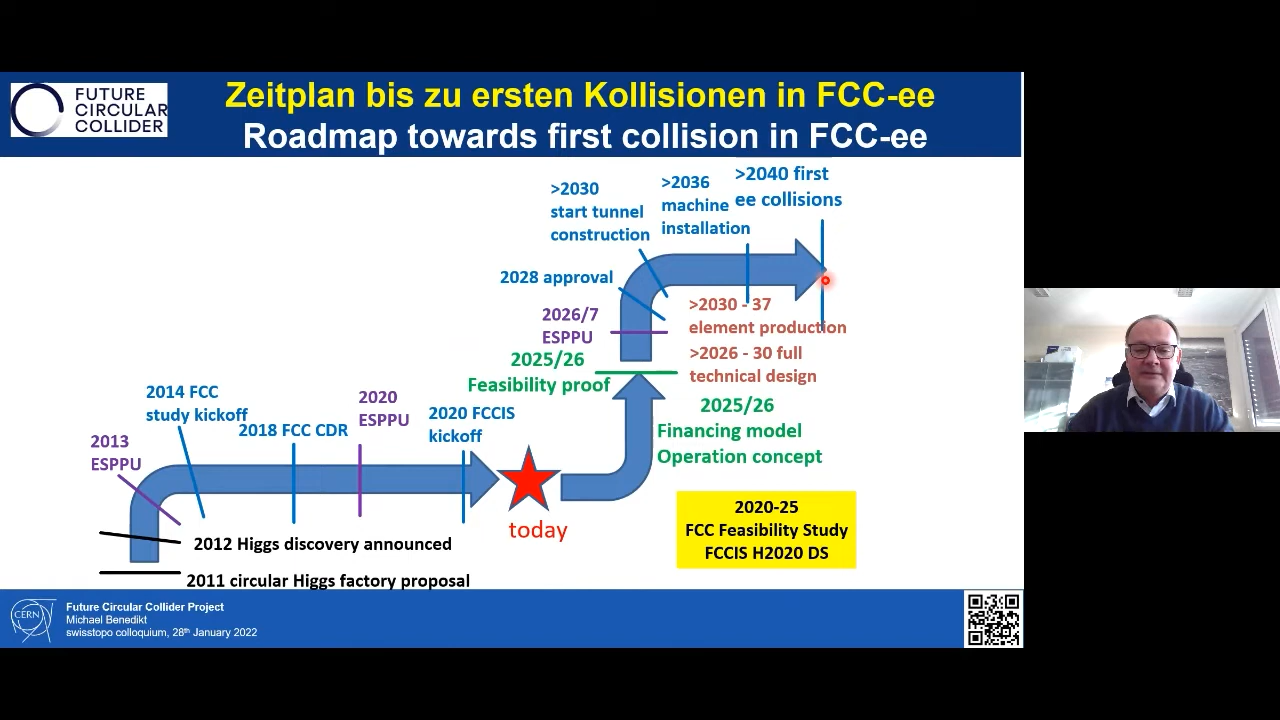 FUTURE
CIRCULAR
COLLIDER
Zeitplan bis zu ersten Kollisionen in FCC-ee
Roadmap towards first collision in FCC-ee
>2030
start tunnel
construction
>2036
machine
installation
>2040 first
ee collisions
2028 approval
2026/7
ESPPU
>2030 - 37
element production
>2026 - 30 full
technical design
2025/26
Feasibility proof
2025/26
Financing model
Operation concept
2013
ESPPU
2014 FCC
study kickoff
2018 FCC CDR
2020
ESPPU
2020 FCCIS
kickoff
today
2012 Higgs discovery announced
2011 circular Higgs factory proposal
2020-25
FCC Feasibility Study
FCCIS H2020 DS
CERN
Future Circular Collider Project
Michael Benedikt
swisstopo colloquium, 28th January 2022